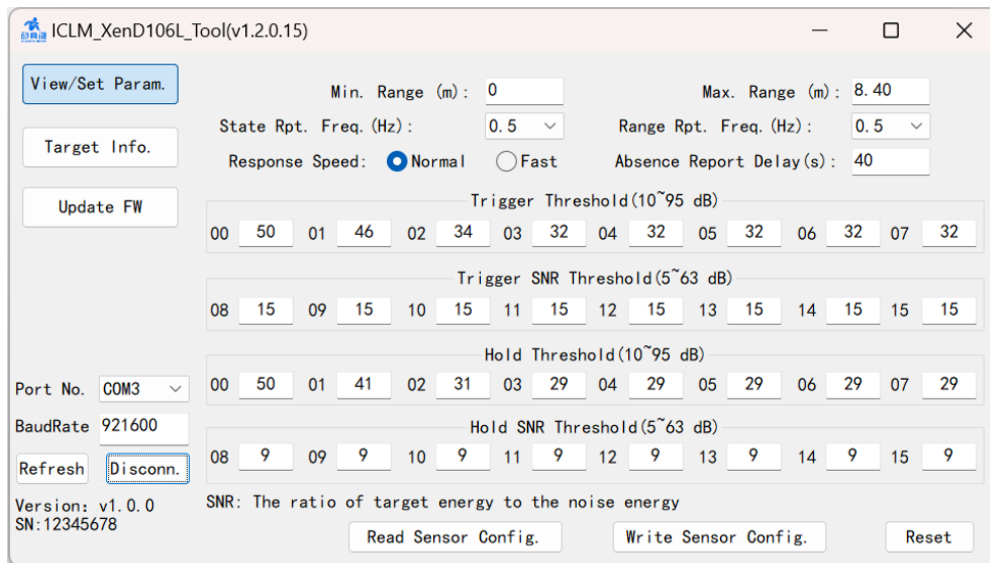 ICLM_XenD106L_Tool(v1.2.0.15)
View/Set Param.
Target Info.
Update FW
Min. Range (m): 0 Max. Range (m): 8.40
State Rpt. Freq.(Hz): 0.5 Range Rpt. Freq.(Hz): 0.5
Response Speed: Normal Fast Absence Report Delay(s): 40
Trigger Threshold(10~95 dB)
00 50 01 46 02 34 03 32 04 32 05 32 06 32 07 32
Trigger SNR Threshold(5~63 dB)
08 15 09 15 10 15 11 15 12 15 13 15 14 15 15 15
Hold Threshold(10~95 dB)
00 50 01 41 02 31 03 29 04 29 05 29 06 29 07 29
Hold SNR Threshold(5~63 dB)
08 9 09 9 10 9 11 9 12 9 13 9 14 9 15 9
SNR: The ratio of target energy to the noise energy
Port No. COM3
BaudRate 921600
Refresh Disconn.
Version: v1.0.0
SN:12345678
Read Sensor Config. Write Sensor Config. Reset